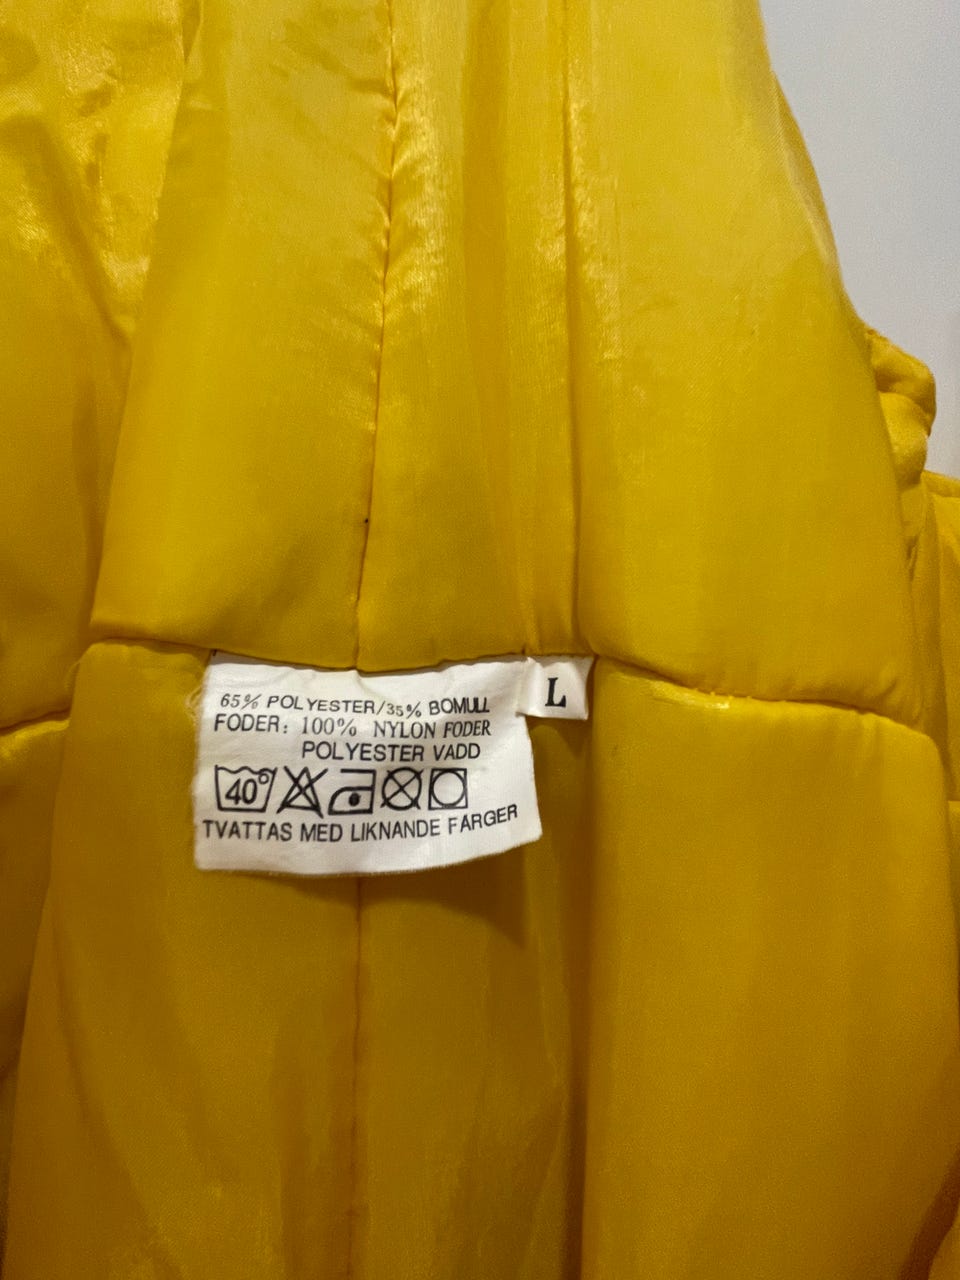 65% POLYESTER/35% BOMULL
FODER: 100% NYLON FODER
POLYESTER VADD
40°
TVATTAS MED LIKNANDE FARGER
L